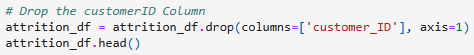 # Drop the customerID Column
attrition_df = attrition_df.drop(columns=['customer_ID'], axis=1)
attrition_df.head()